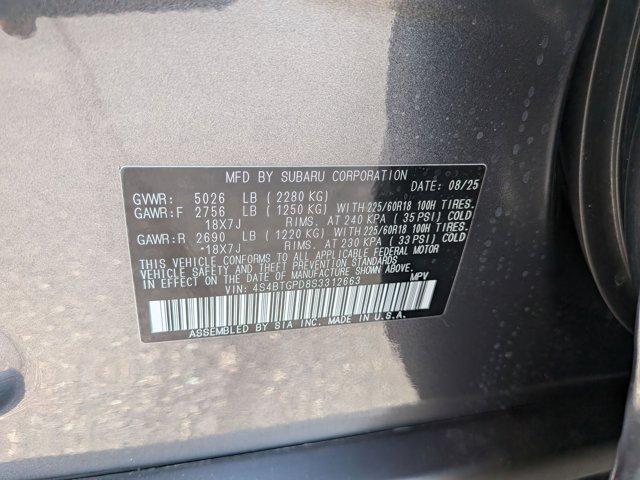 MFD BY SUBARU CORPORATION
DATE: 08/25
GVWR: 5026 LB ( 2280 KG)
GAWR:F 2756 LB ( 1250 KG) WITH 225/60R18 100H TIRES.
18X7J RIMS. AT 240 KPA ( 35 PSI) COLD
GAWR:R 2690 LB ( 1220 KG) WITH 225/60R18 100H TIRES.
-18X7J RIMS. AT 230 KPA ( 33 PSI) COLD
THIS VEHICLE CONFORMS TO ALL APPLICABLE FEDERAL MOTOR
VEHICLE SAFETY AND THEFT PREVENTION STANDARDS IN
EFFECT ON THE DATE OF MANUFACTURE SHOWN ABOVE.
VIN: 4S4BTGPD8S3312663 MPV
ASSEMBLED BY SIA INC. MADE IN U.S.A.